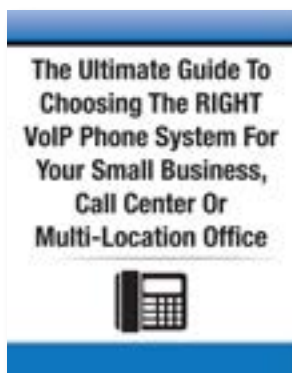 The Ultimate Guide To
Choosing The RIGHT
VoIP Phone System For
Your Small Business,
Call Center Or
Multi-Location Office